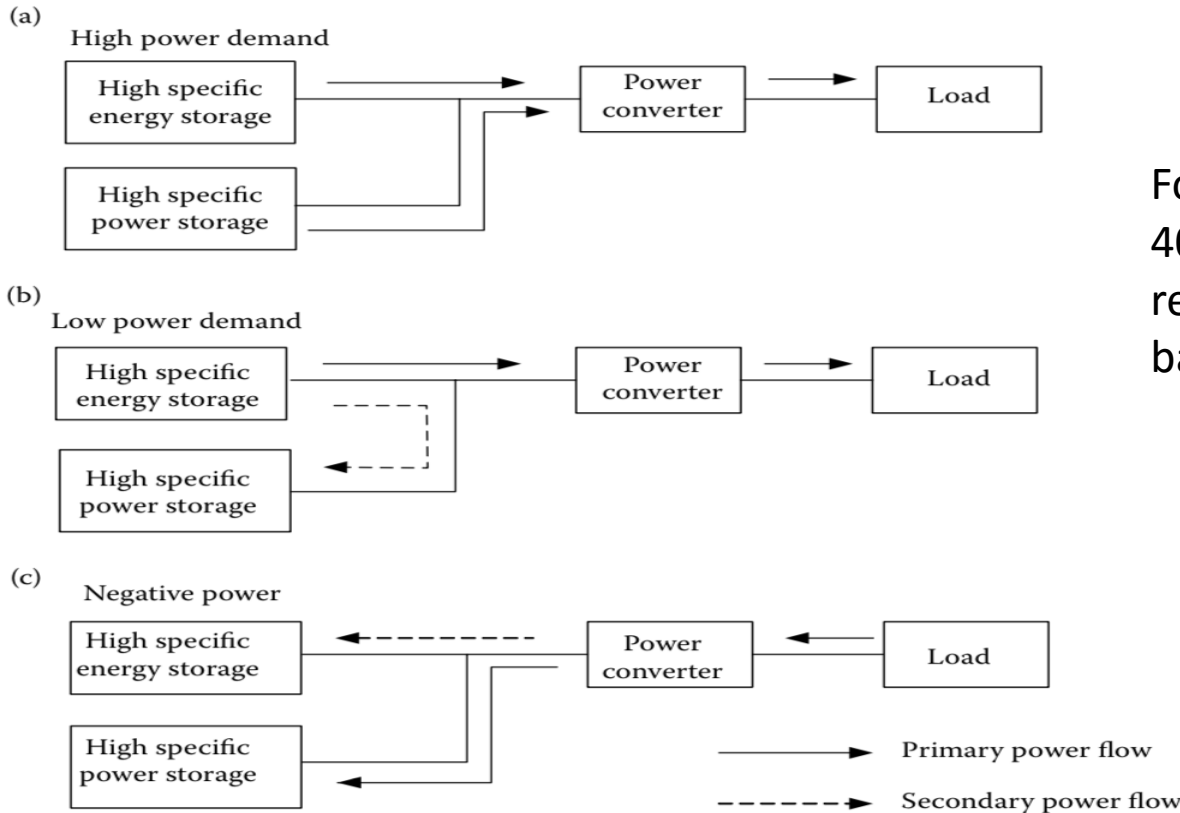 (a)
High power demand
High specific
energy storage
Power
converter
Load
High specific
power storage
(b)
Low power demand
High specific
energy storage
Power
converter
Load
High specific
power storage
(c)
Negative power
High specific
energy storage
Power
converter
Load
High specific
power storage
Primary power flow
Secondary power flow